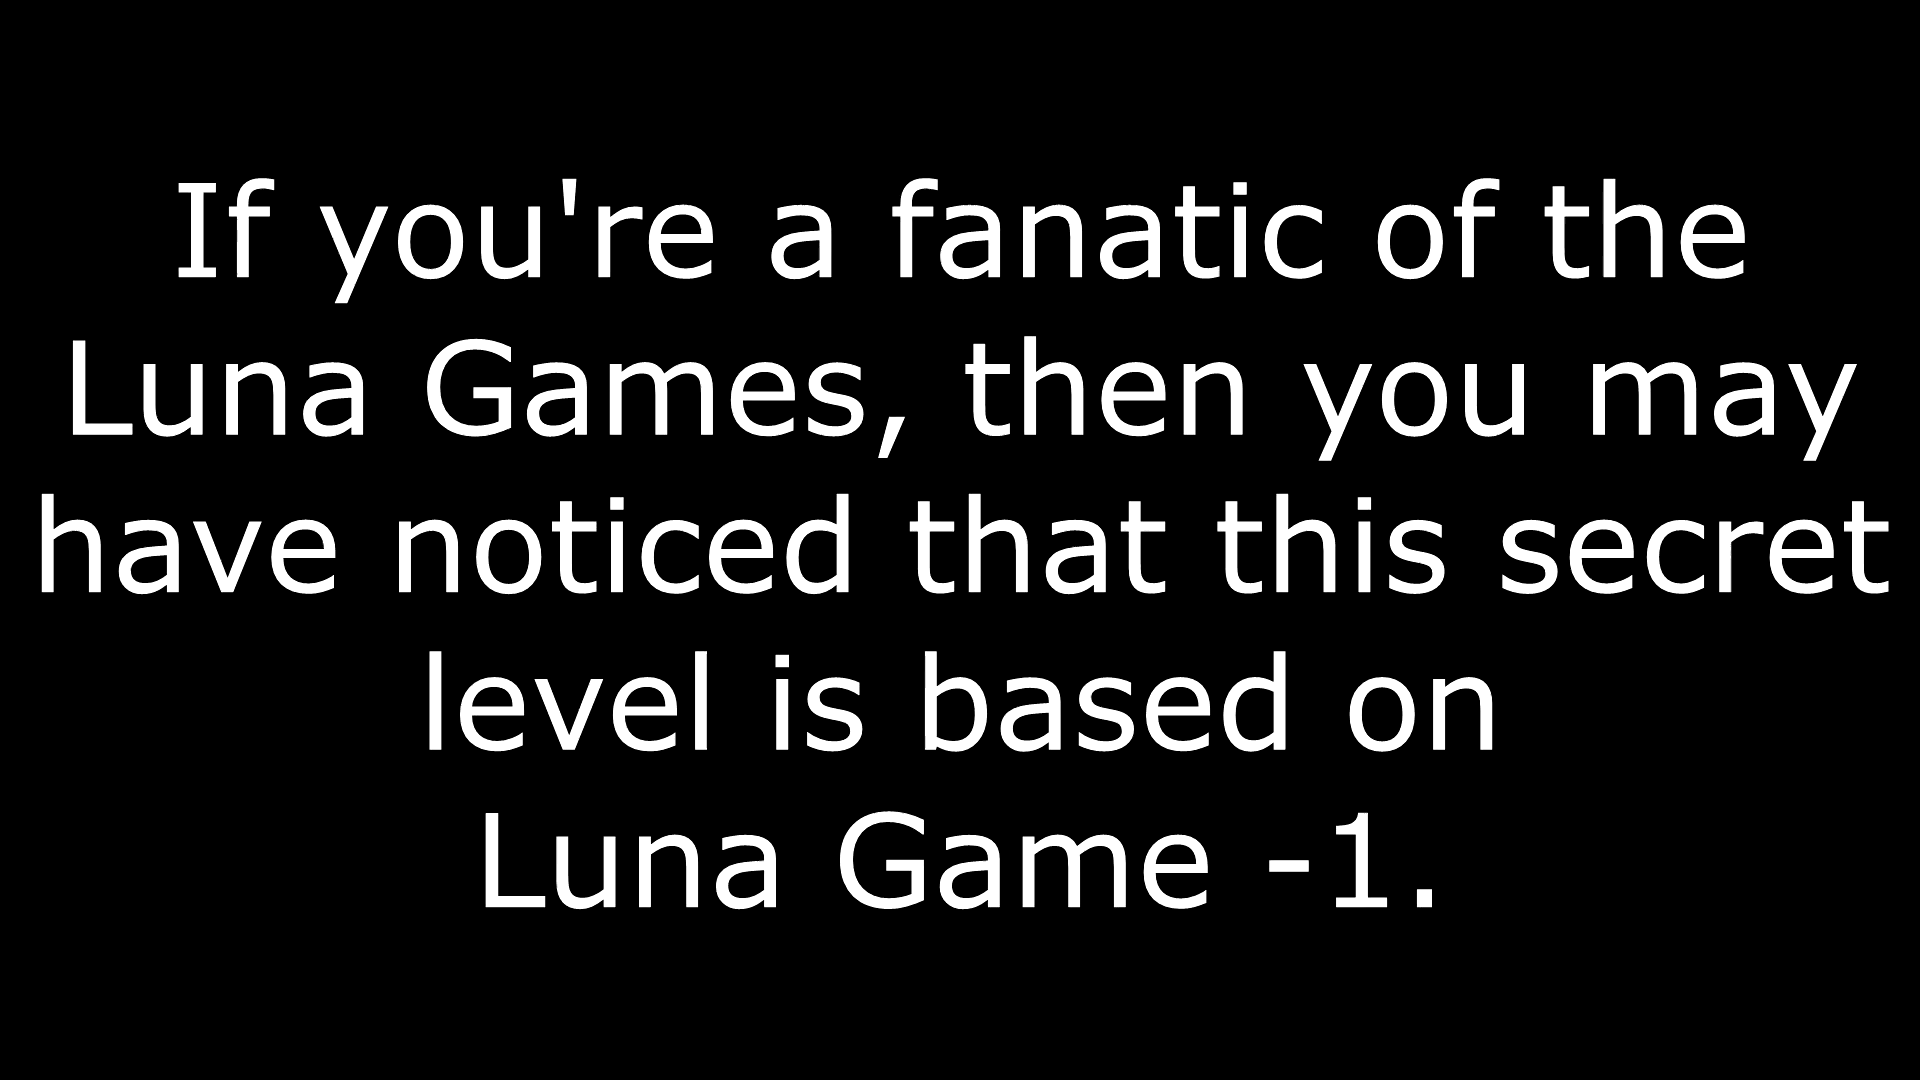 If you're a fanatic of the
Luna Games, then you may
have noticed that this secret
level is based on
Luna Game -1.